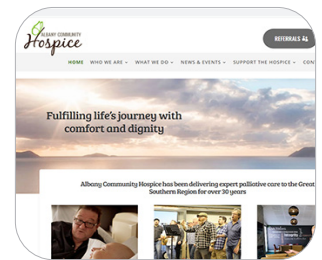 ALBANY COMMUNITY
Hospice
REFERRALS
HOME WHO WE ARE WHAT WE DO NEWS & EVENTS SUPPORT THE HOSPICE CONT
Fulfilling life's journey with
comfort and dignity
Albany Community Hospice has been delivering expert palliative care to the Great
Southern Region for over 30 years